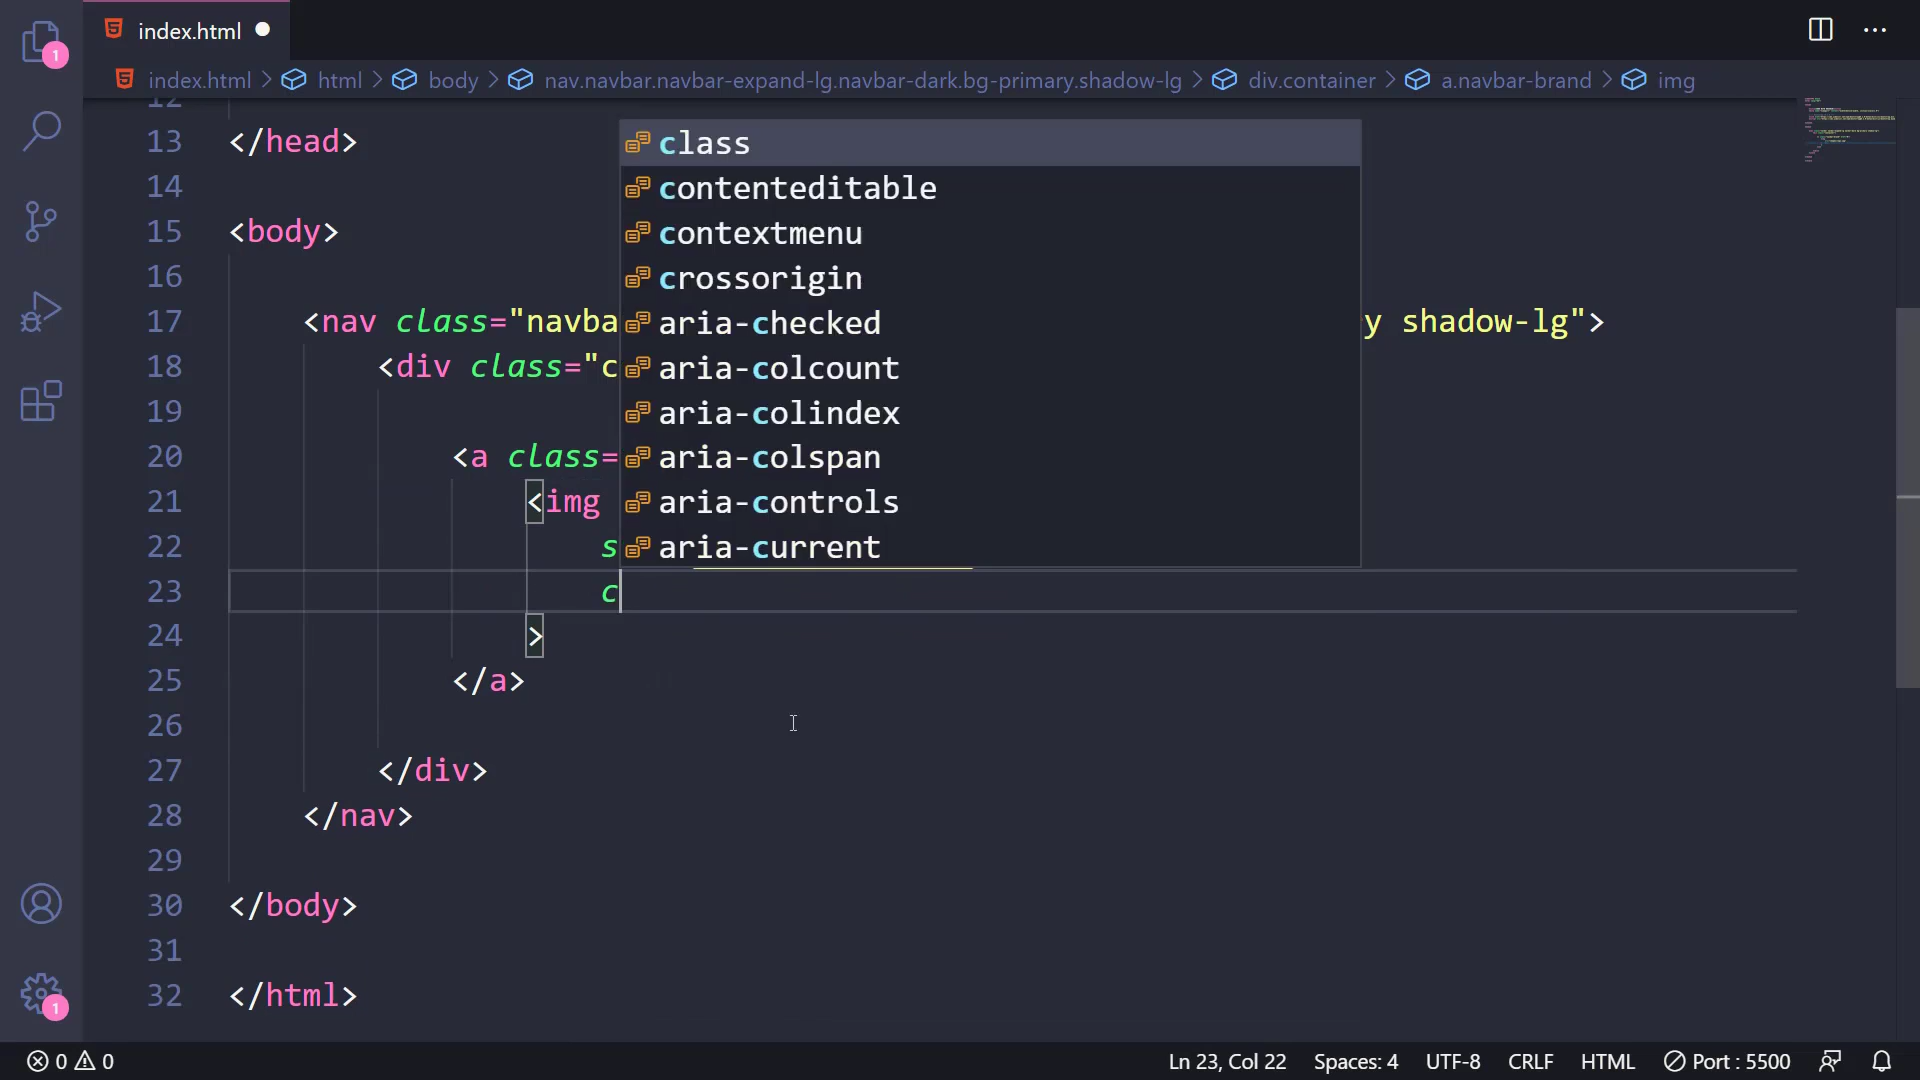 1
index.html
index.html > html > body > nav.navbar.navbar-expand-lg.navbar-dark.bg-primary.shadow-lg > div.container > a.navbar-brand > img
12
13 </head>
14
15 <body>
16
17 <nav class="navba y shadow-lg">
18 <div class="c
19
20 <a class=
21 <img
22 s
23 c
24 >
25 </a>
26
27 </div>
28 </nav>
29
30 </body>
31
32 </html>
class
contenteditable
contextmenu
crossorigin
aria-checked
aria-colcount
aria-colindex
aria-colspan
aria-controls
aria-current
1
0 0 Ln 23, Col 22 Spaces: 4 UTF-8 CRLF HTML Port : 5500